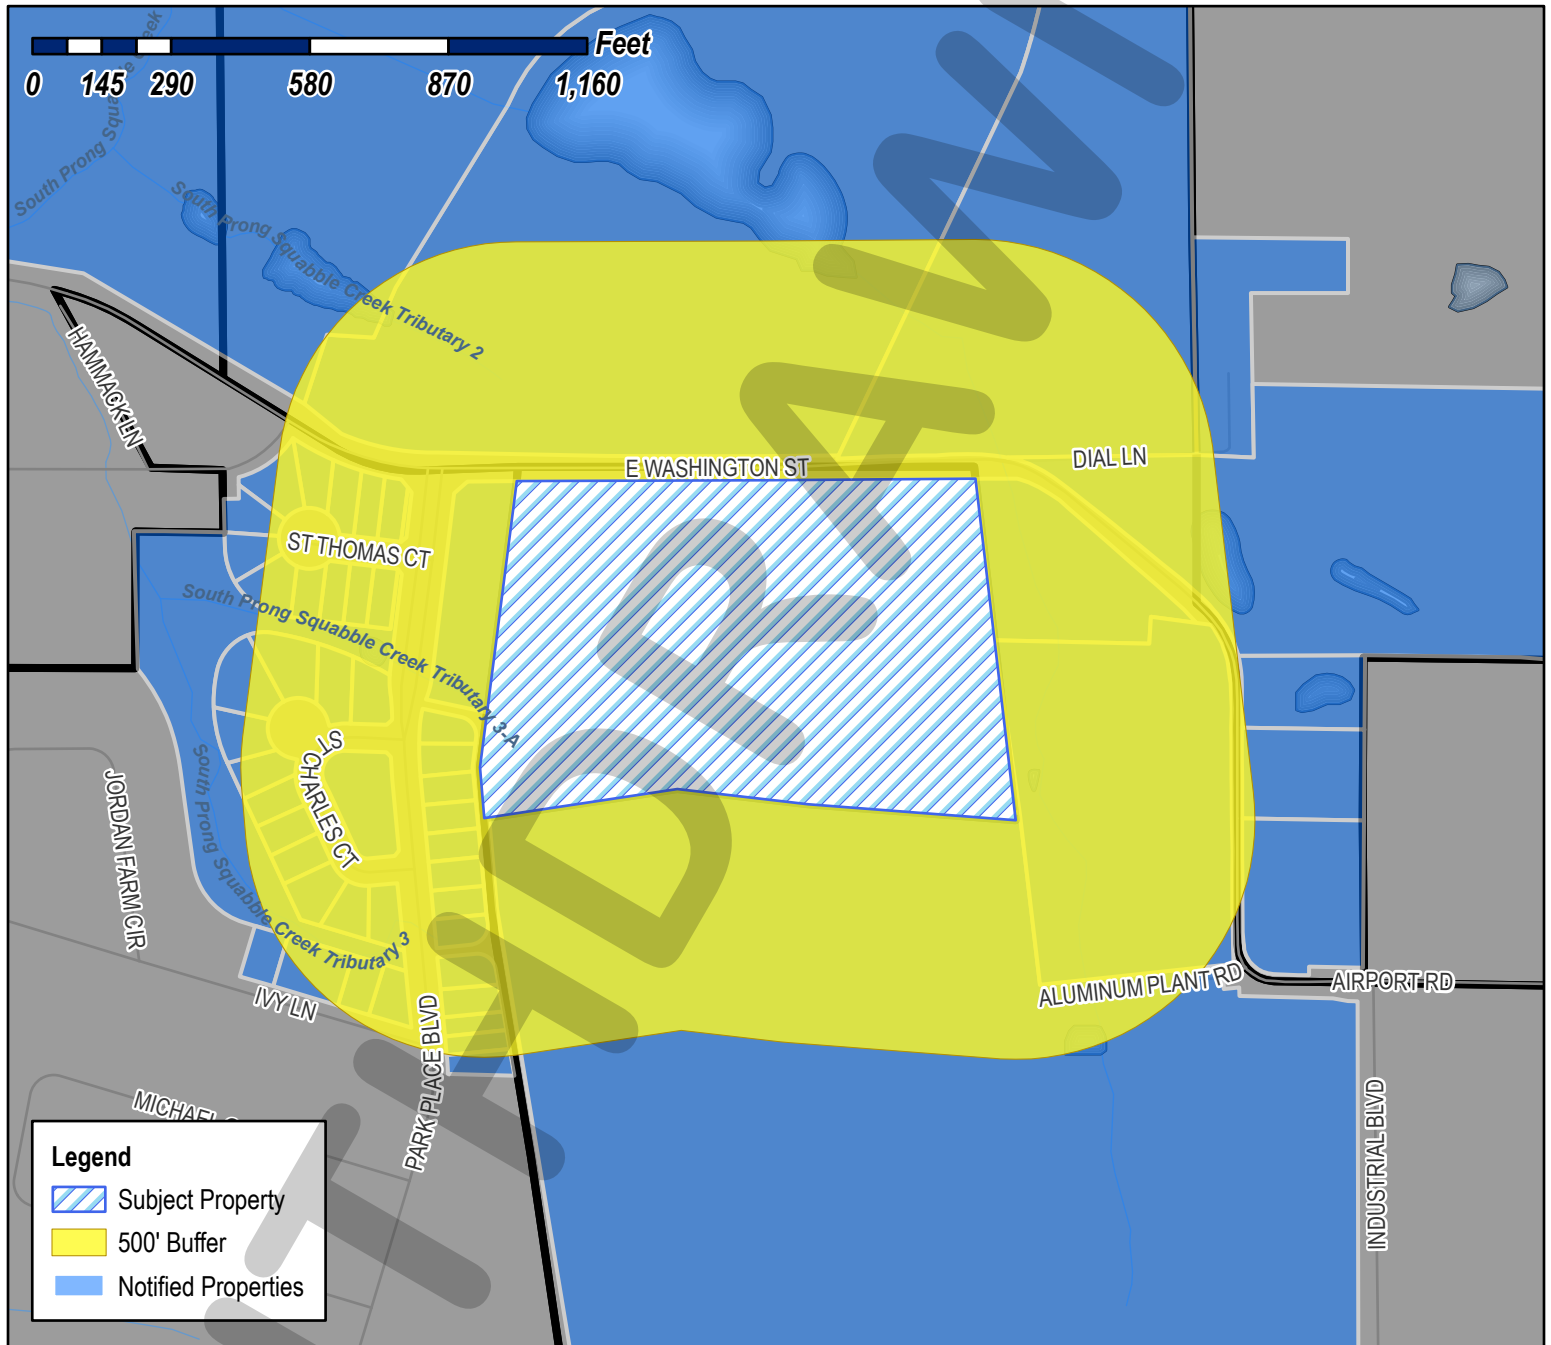 Feet
0 145 290 580 870 1,160
South Prong Squabble Creek
South Prong Squabble Creek Tributary 2
HAMMACK LN
E WASHINGTON ST
DIAL LN
ST THOMAS CT
South Prong Squabble Creek Tributary 3-A
ST CHARLES CT
JORDAN FARM CIR
South Prong Squabble Creek Tributary 3
IVY LN
PARK PLACE BLVD
ALUMINUM PLANT RD
AIRPORT RD
INDUSTRIAL BLVD
MICHAEL
THDRAW
Legend
Subject Property
500' Buffer
Notified Properties